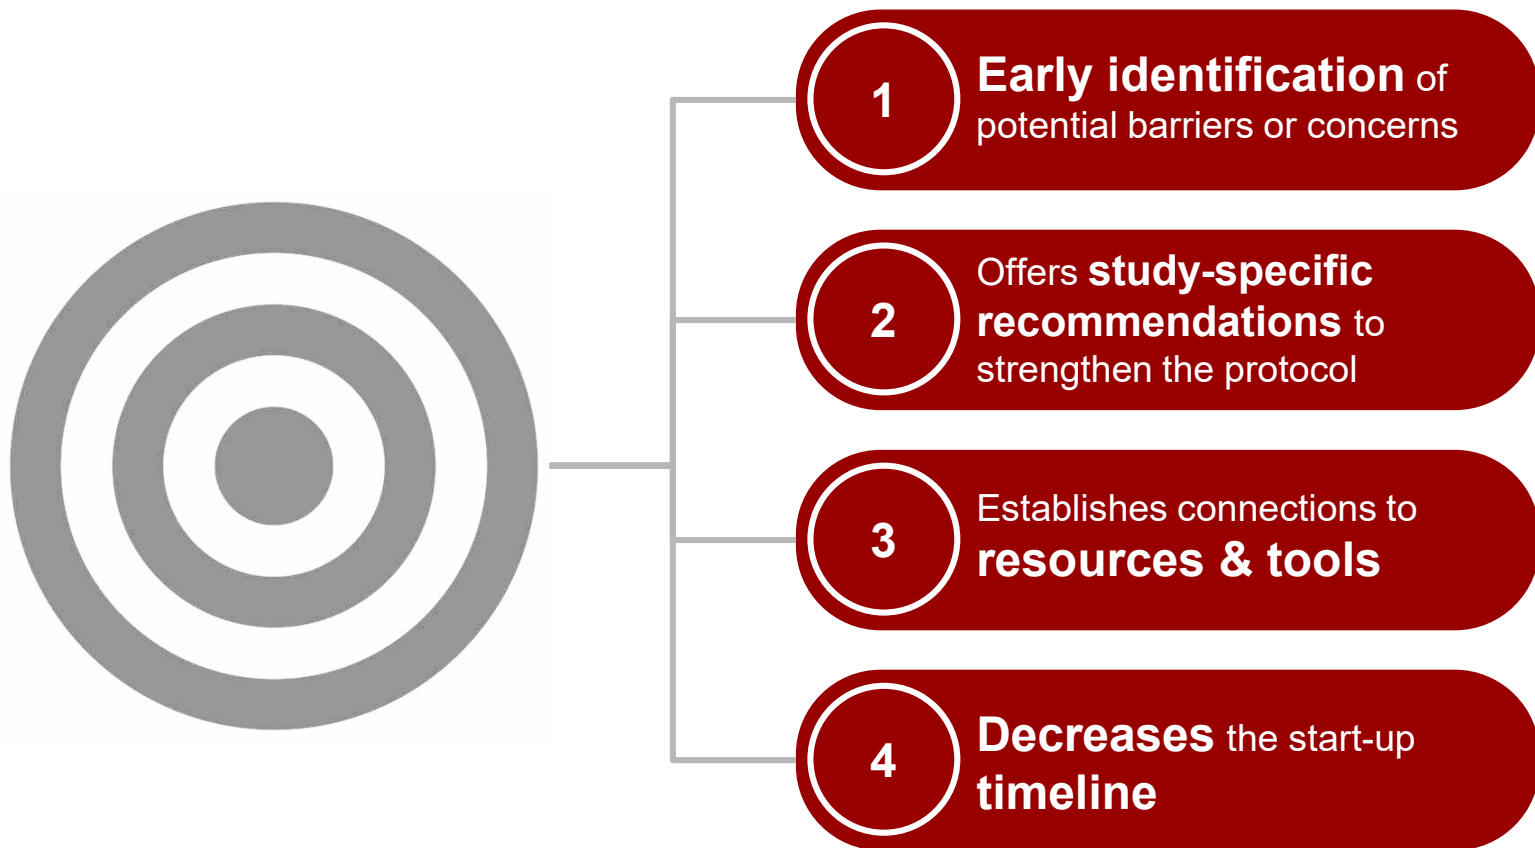 1
Early identification of
potential barriers or concerns
2
Offers study-specific
recommendations to
strengthen the protocol
3
Establishes connections to
resources & tools
4
Decreases the start-up
timeline